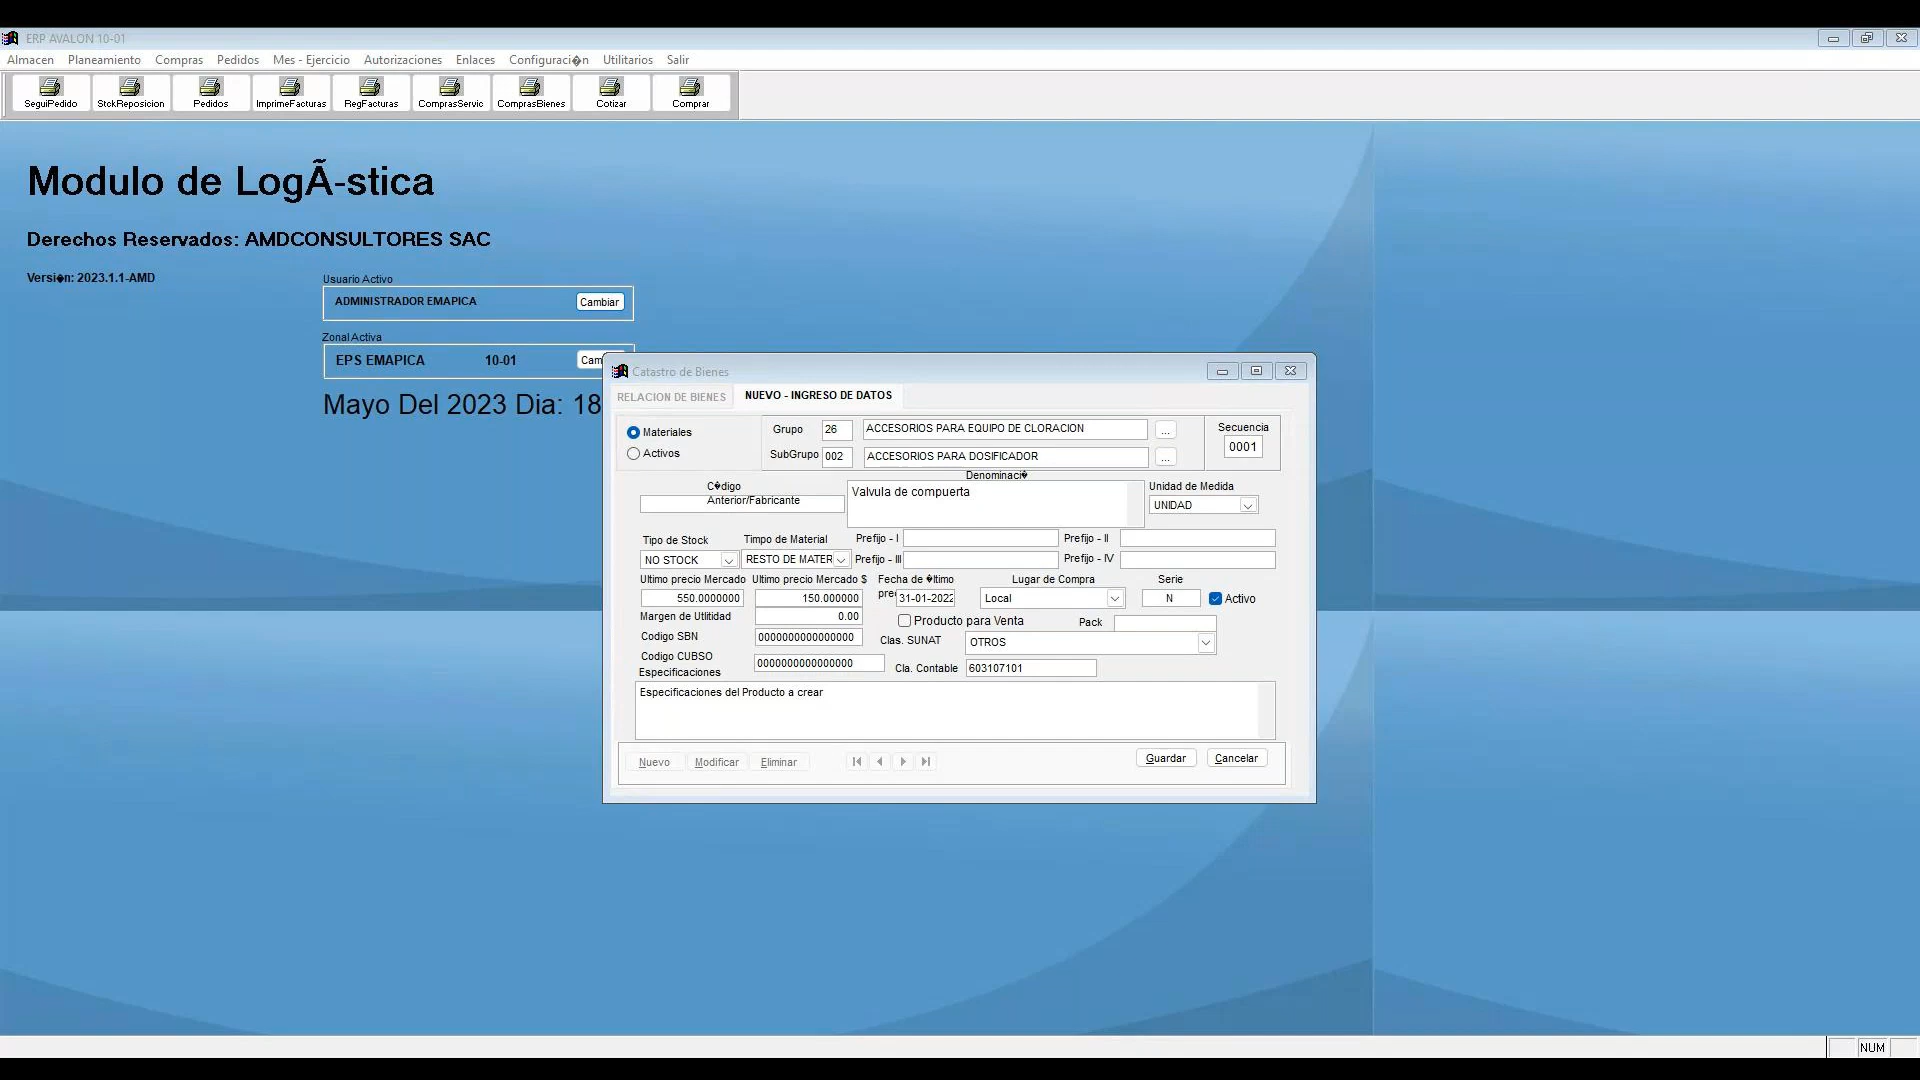 ERP AVALON 10-01
Almacen Planeamiento Compras Pedidos Mes - Ejercicio Autorizaciones Enlaces Configuraci�n Utilitarios Salir
SeguiPedido StckReposicion Pedidos ImprimeFacturas RegFacturas ComprasServic ComprasBienes Cotizar Comprar
Modulo de LogÃ-stica
Derechos Reservados: AMDCONSULTORES SAC
Versi�n: 2023.1.1-AMD
Usuario Activo
ADMINISTRADOR EMAPICA Cambiar
Zonal Activa
EPS EMAPICA 10-01 Cam
Mayo Del 2023 Dia: 18
Catastro de Bienes
RELACION DE BIENES NUEVO - INGRESO DE DATOS
Materiales
Activos
Grupo 26 ACCESORIOS PARA EQUIPO DE CLORACION ...
SubGrupo 002 ACCESORIOS PARA DOSIFICADOR ...
Secuencia
0001
C�digo
Anterior/Fabricante
Denominaci�
Valvula de compuerta
Unidad de Medida
UNIDAD
Tipo de Stock Timpo de Material Prefijo - I Prefijo - II
NO STOCK RESTO DE MATER Prefijo - III Prefijo - IV
Ultimo precio Mercado Ultimo precio Mercado $ Fecha de �ltimo Lugar de Compra Serie
550.0000000 150.000000 pre 31-01-2022 Local N Activo
Margen de Utlitidad 0.00 Producto para Venta Pack
Codigo SBN 0000000000000000 Clas. SUNAT OTROS
Codigo CUBSO 0000000000000000 Cla. Contable 603107101
Especificaciones
Especificaciones del Producto a crear
Nuevo Modificar Eliminar Guardar Cancelar
NUM